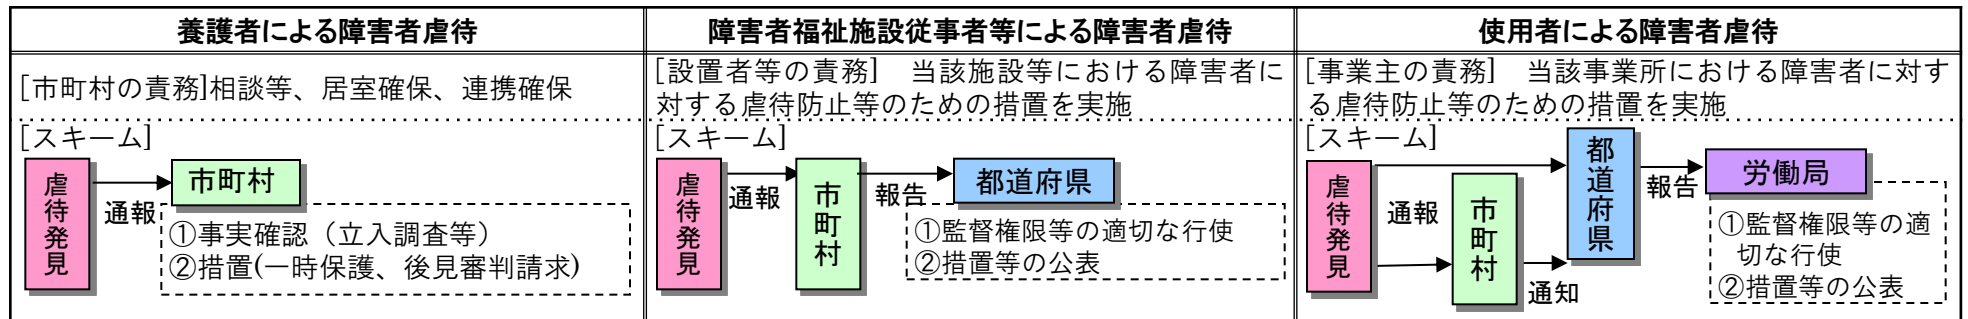 養護者による障害者虐待
[市町村の責務]相談等、居室確保、連携確保
[スキーム]
虐待発見
通報
市町村
①事実確認（立入調査等）
②措置(一時保護、後見審判請求)
障害者福祉施設従事者等による障害者虐待
[設置者等の責務]　当該施設等における障害者に
対する虐待防止等のための措置を実施
[スキーム]
虐待発見
通報
市町村
報告
都道府県
①監督権限等の適切な行使
②措置等の公表
使用者による障害者虐待
[事業主の責務]　当該事業所における障害者に対す
る虐待防止等のための措置を実施
[スキーム]
虐待発見
通報
市町村
通知
都道府県
報告
労働局
①監督権限等の適
切な行使
②措置等の公表